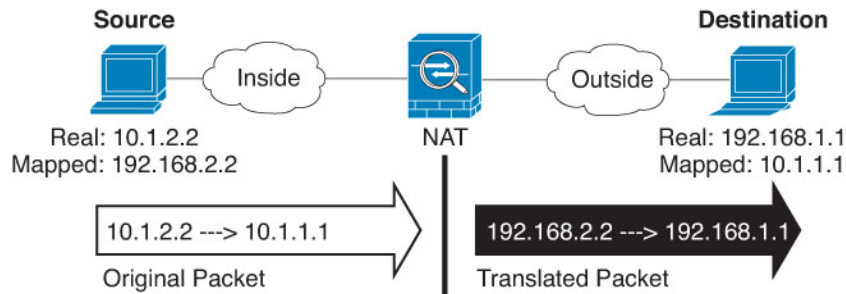 Source
Destination
Inside
Outside
Real: 10.1.2.2
Mapped: 192.168.2.2
NAT
Real: 192.168.1.1
Mapped: 10.1.1.1
10.1.2.2 ---> 10.1.1.1
192.168.2.2 ---> 192.168.1.1
Original Packet
Translated Packet